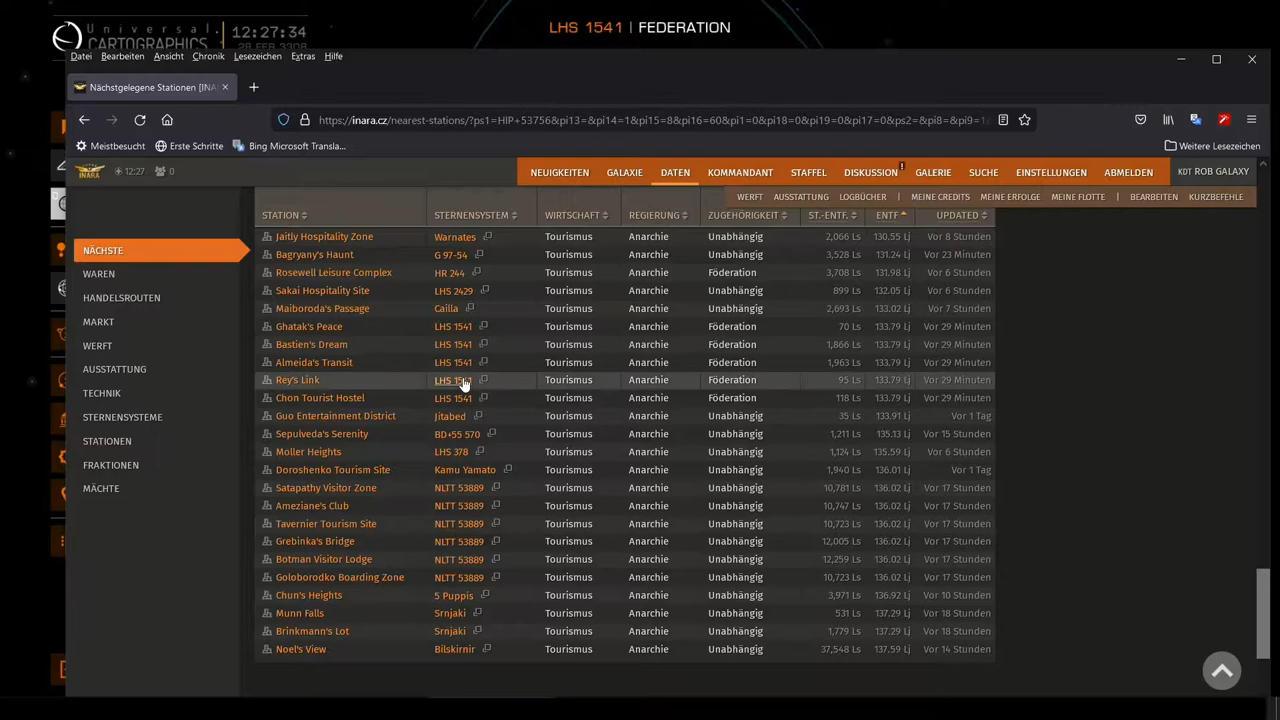 Universal
CARTOGRAPHICS
12:27:34
28 FEB 3308
LHS 1541 | FEDERATION
Datei Bearbeiten Ansicht Chronik Lesezeichen Extras Hilfe
Nächstgelegene Stationen [INA
https://inara.cz/nearest-stations/?ps1=HIP+53756&pi13=&pi14=1&pi15=8&pi16=60&pi1=0&pi18=0&pi19=0&pi17=0&ps2=&pi8=&pi9=1
Meistbesucht Erste Schritte Bing Microsoft Transla... Weitere Lesezeichen
INARA 12:27 0 NEUIGKEITEN GALAXIE DATEN KOMMANDANT STAFFEL DISKUSSION ! GALERIE SUCHE EINSTELLUNGEN ABMELDEN KDT ROB GALAXY
WERFT AUSSTATTUNG LOGBÜCHER | MEINE CREDITS MEINE ERFOLGE MEINE FLOTTE | BEARBEITEN KURZBEFEHLE
NÄCHSTE
WAREN
HANDELSROUTEN
MARKT
WERFT
AUSSTATTUNG
TECHNIK
STERNENSYSTEME
STATIONEN
FRAKTIONEN
MÄCHTE
STATION STERNENSYSTEM WIRTSCHAFT REGIERUNG ZUGEHÖRIGKEIT ST.-ENTF. ENTF UPDATED
Jaitly Hospitality Zone Warnates Tourismus Anarchie Unabhängig 2,066 Ls 130.55 Lj Vor 8 Stunden
Bagryany's Haunt G 97-54 Tourismus Anarchie Unabhängig 3,528 Ls 131.24 Lj Vor 23 Minuten
Rosewell Leisure Complex HR 244 Tourismus Anarchie Föderation 3,708 Ls 131.98 Lj Vor 6 Stunden
Sakai Hospitality Site LHS 2429 Tourismus Anarchie Unabhängig 899 Ls 132.05 Lj Vor 6 Stunden
Maiboroda's Passage Cailla Tourismus Anarchie Unabhängig 2,693 Ls 133.02 Lj Vor 7 Stunden
Ghatak's Peace LHS 1541 Tourismus Anarchie Föderation 70 Ls 133.79 Lj Vor 29 Minuten
Bastien's Dream LHS 1541 Tourismus Anarchie Föderation 1,866 Ls 133.79 Lj Vor 29 Minuten
Almeida's Transit LHS 1541 Tourismus Anarchie Föderation 1,963 Ls 133.79 Lj Vor 29 Minuten
Rey's Link LHS 1541 Tourismus Anarchie Föderation 95 Ls 133.79 Lj Vor 29 Minuten
Chon Tourist Hostel LHS 1541 Tourismus Anarchie Föderation 118 Ls 133.79 Lj Vor 29 Minuten
Guo Entertainment District Jitabed Tourismus Anarchie Unabhängig 35 Ls 133.91 Lj Vor 1 Tag
Sepulveda's Serenity BD+55 570 Tourismus Anarchie Unabhängig 1,211 Ls 135.13 Lj Vor 15 Stunden
Moller Heights LHS 378 Tourismus Anarchie Unabhängig 1,124 Ls 135.59 Lj Vor 6 Stunden
Doroshenko Tourism Site Kamu Yamato Tourismus Anarchie Unabhängig 1,940 Ls 136.01 Lj Vor 1 Tag
Satapathy Visitor Zone NLTT 53889 Tourismus Anarchie Unabhängig 10,781 Ls 136.02 Lj Vor 17 Stunden
Ameziane's Club NLTT 53889 Tourismus Anarchie Unabhängig 10,747 Ls 136.02 Lj Vor 17 Stunden
Tavernier Tourism Site NLTT 53889 Tourismus Anarchie Unabhängig 10,723 Ls 136.02 Lj Vor 17 Stunden
Grebinka's Bridge NLTT 53889 Tourismus Anarchie Unabhängig 12,005 Ls 136.02 Lj Vor 17 Stunden
Botman Visitor Lodge NLTT 53889 Tourismus Anarchie Unabhängig 12,259 Ls 136.02 Lj Vor 17 Stunden
Goloborodko Boarding Zone NLTT 53889 Tourismus Anarchie Unabhängig 10,723 Ls 136.02 Lj Vor 17 Stunden
Chun's Heights 5 Puppis Tourismus Anarchie Unabhängig 3,971 Ls 136.92 Lj Vor 10 Stunden
Munn Falls Srnjaki Tourismus Anarchie Unabhängig 531 Ls 137.29 Lj Vor 18 Stunden
Brinkmann's Lot Srnjaki Tourismus Anarchie Unabhängig 1,779 Ls 137.29 Lj Vor 18 Stunden
Noel's View Bilskirnir Tourismus Anarchie Unabhängig 37,548 Ls 137.59 Lj Vor 14 Stunden